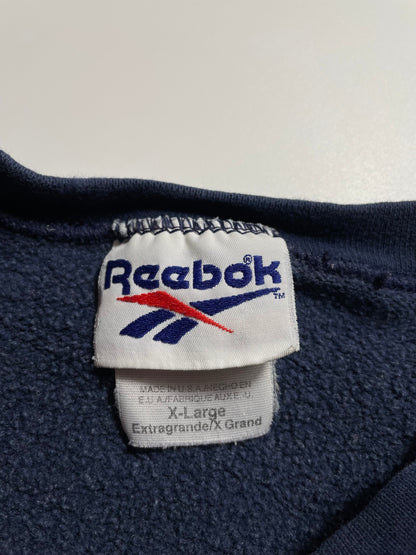 Reebok®
TM
MADE IN U.S.A./HECHO EN
E.U.A./FABRIQUE AUX E.U.
X-Large
Extragrande/X Grand